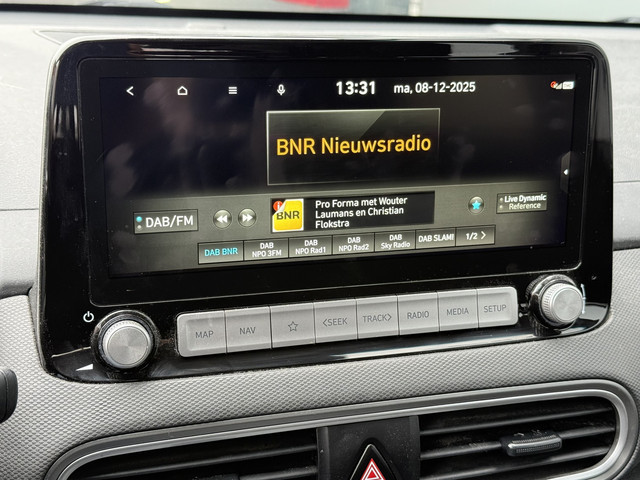 13:31 ma, 08-12-2025
BNR Nieuwsradio
DAB/FM
BNR
Pro Forma met Wouter
Laumans en Christian
Flokstra
Live Dynamic
Reference
DAB BNR
DAB
NPO 3FM
DAB
NPO Rad1
DAB
NPO Rad2
DAB
Sky Radio
DAB SLAM!
1/2 >
MAP
NAV
<SEEK
TRACK>
RADIO
MEDIA
SETUP